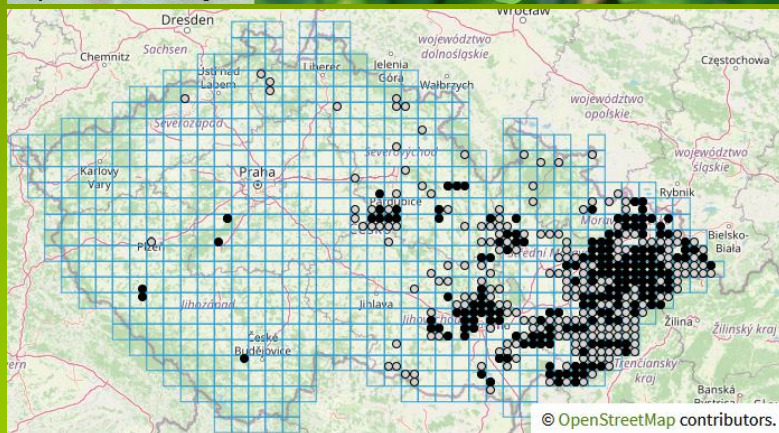 Dresden
Wrocław
Chemnitz
Sachsen
województwo
dolnośląskie
Częstochowa
Ústí nad
Labem
Liberec
Jelenia
Góra
Wałbrzych
województwo
opolskie
Severozápad
Severovýchod
Karlovy
Vary
Praha
województwo
śląskie
Pardubice
Rybnik
Plzeň
Střední Morava
Bielsko-
Biała
Jihozápad
Jihlava
České
Budějovice
Žilina
Žilinský kraj
Trenčiansky
kraj
Banská
Bystrica
© OpenStreetMap contributors.